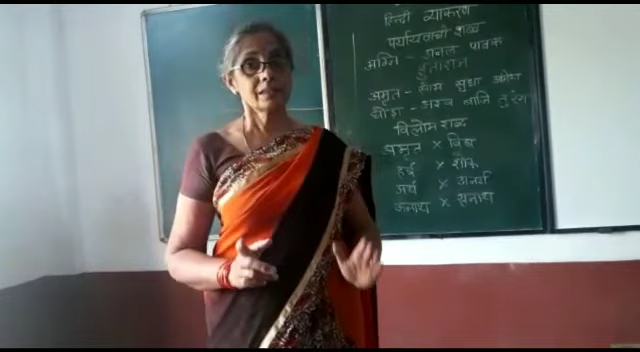 हिन्दी व्याकरण
पर्यायवाची शब्द
अग्नि - अनल पावक
हुताशन
अमृत - सोम सुधा
घोड़ा - अश्व बाजि तुरंग
विलोम शब्द
अमृत × विष
हर्ष × शोक
अर्थ × अनर्थ
अनाथ × सनाथ